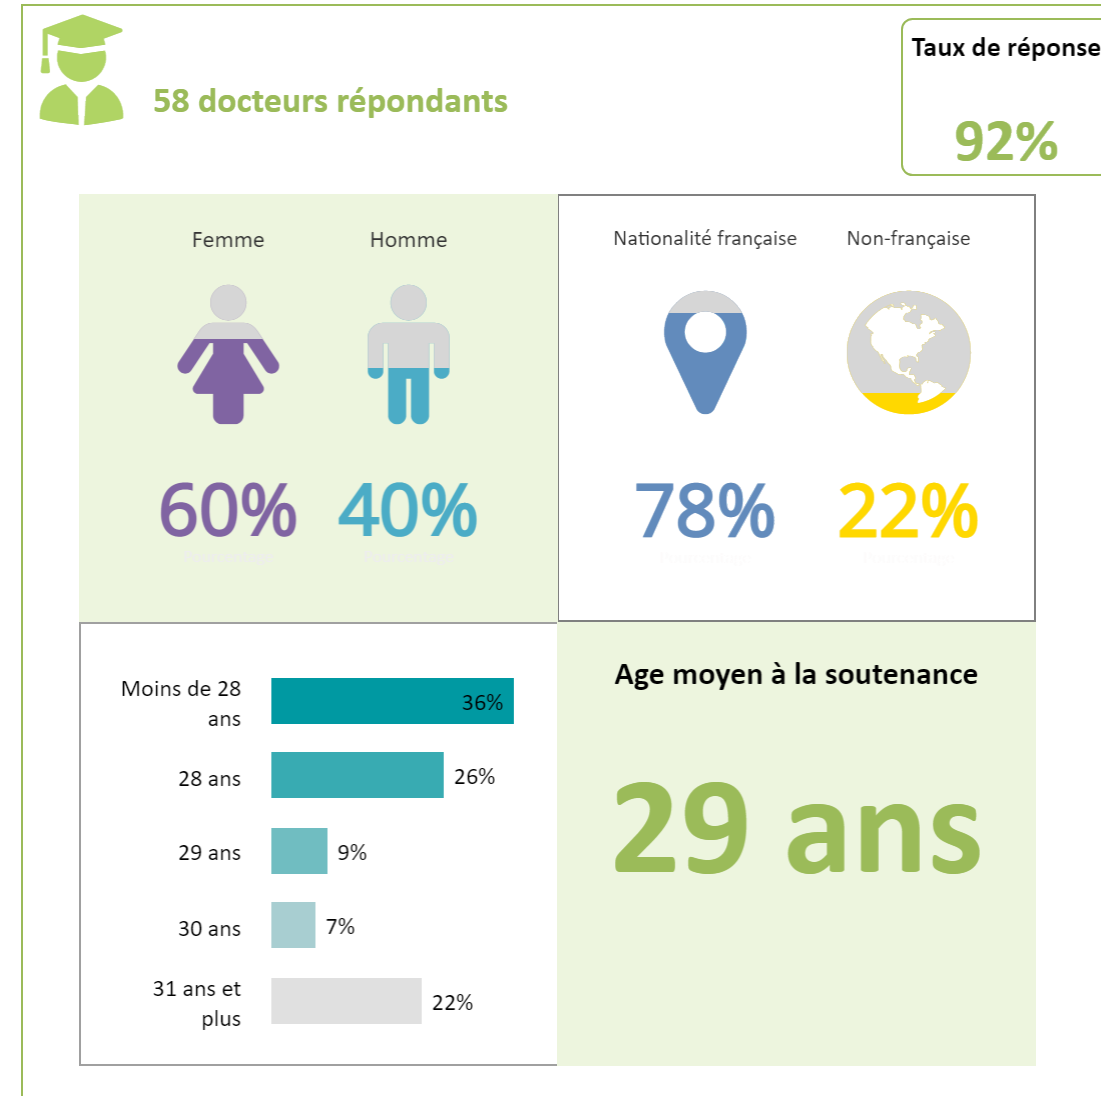 58 docteurs répondants
Taux de réponse
92%
Femme
Homme
60%
40%
Nationalité française
Non-française
78%
22%
Moins de 28
ans
36%
28 ans
26%
29 ans
9%
30 ans
7%
31 ans et
plus
22%
Age moyen à la soutenance
29 ans